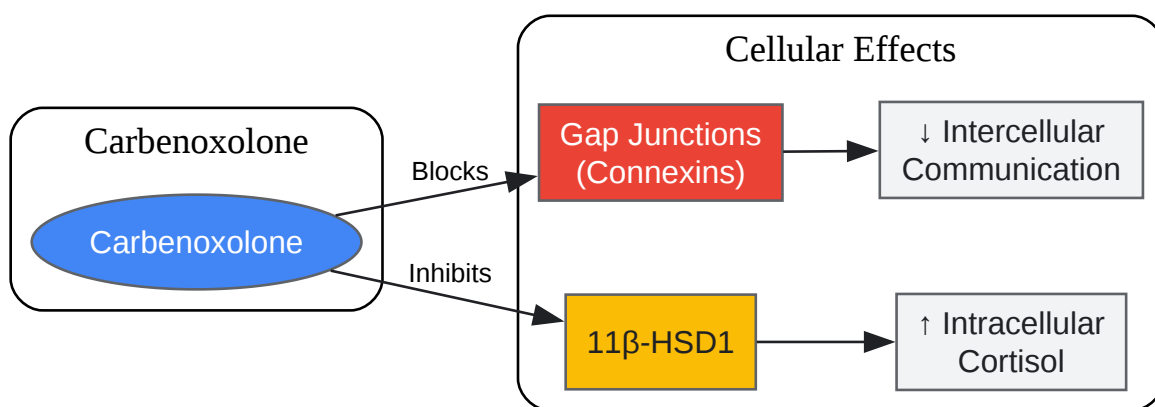 Cellular Effects
Carbenoxolone
Carbenoxolone
Blocks
Inhibits
Gap Junctions
(Connexins)
↓ Intercellular
Communication
11β-HSD1
↑ Intracellular
Cortisol